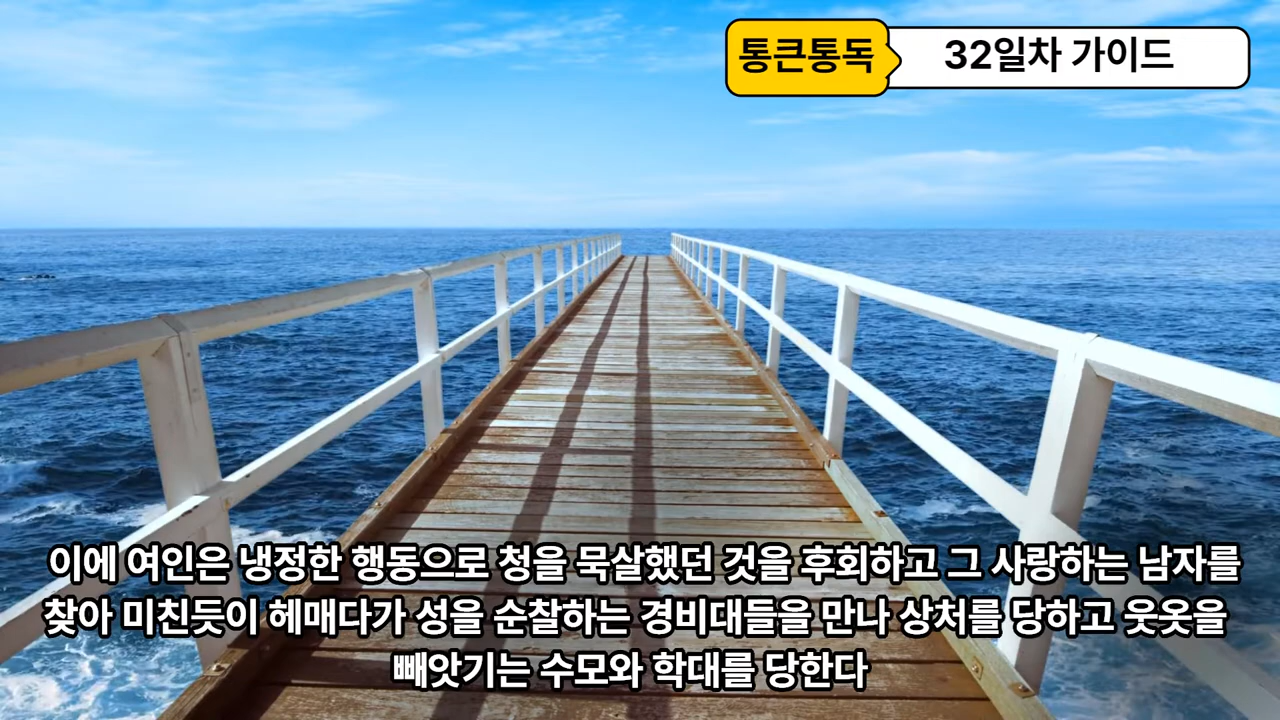 통큰통독
32일차 가이드
이에 여인은 냉정한 행동으로 청을 묵살했던 것을 후회하고 그 사랑하는 남자를
찾아 미친듯이 헤매다가 성을 순찰하는 경비대들을 만나 상처를 당하고 웃옷을
빼앗기는 수모와 학대를 당한다